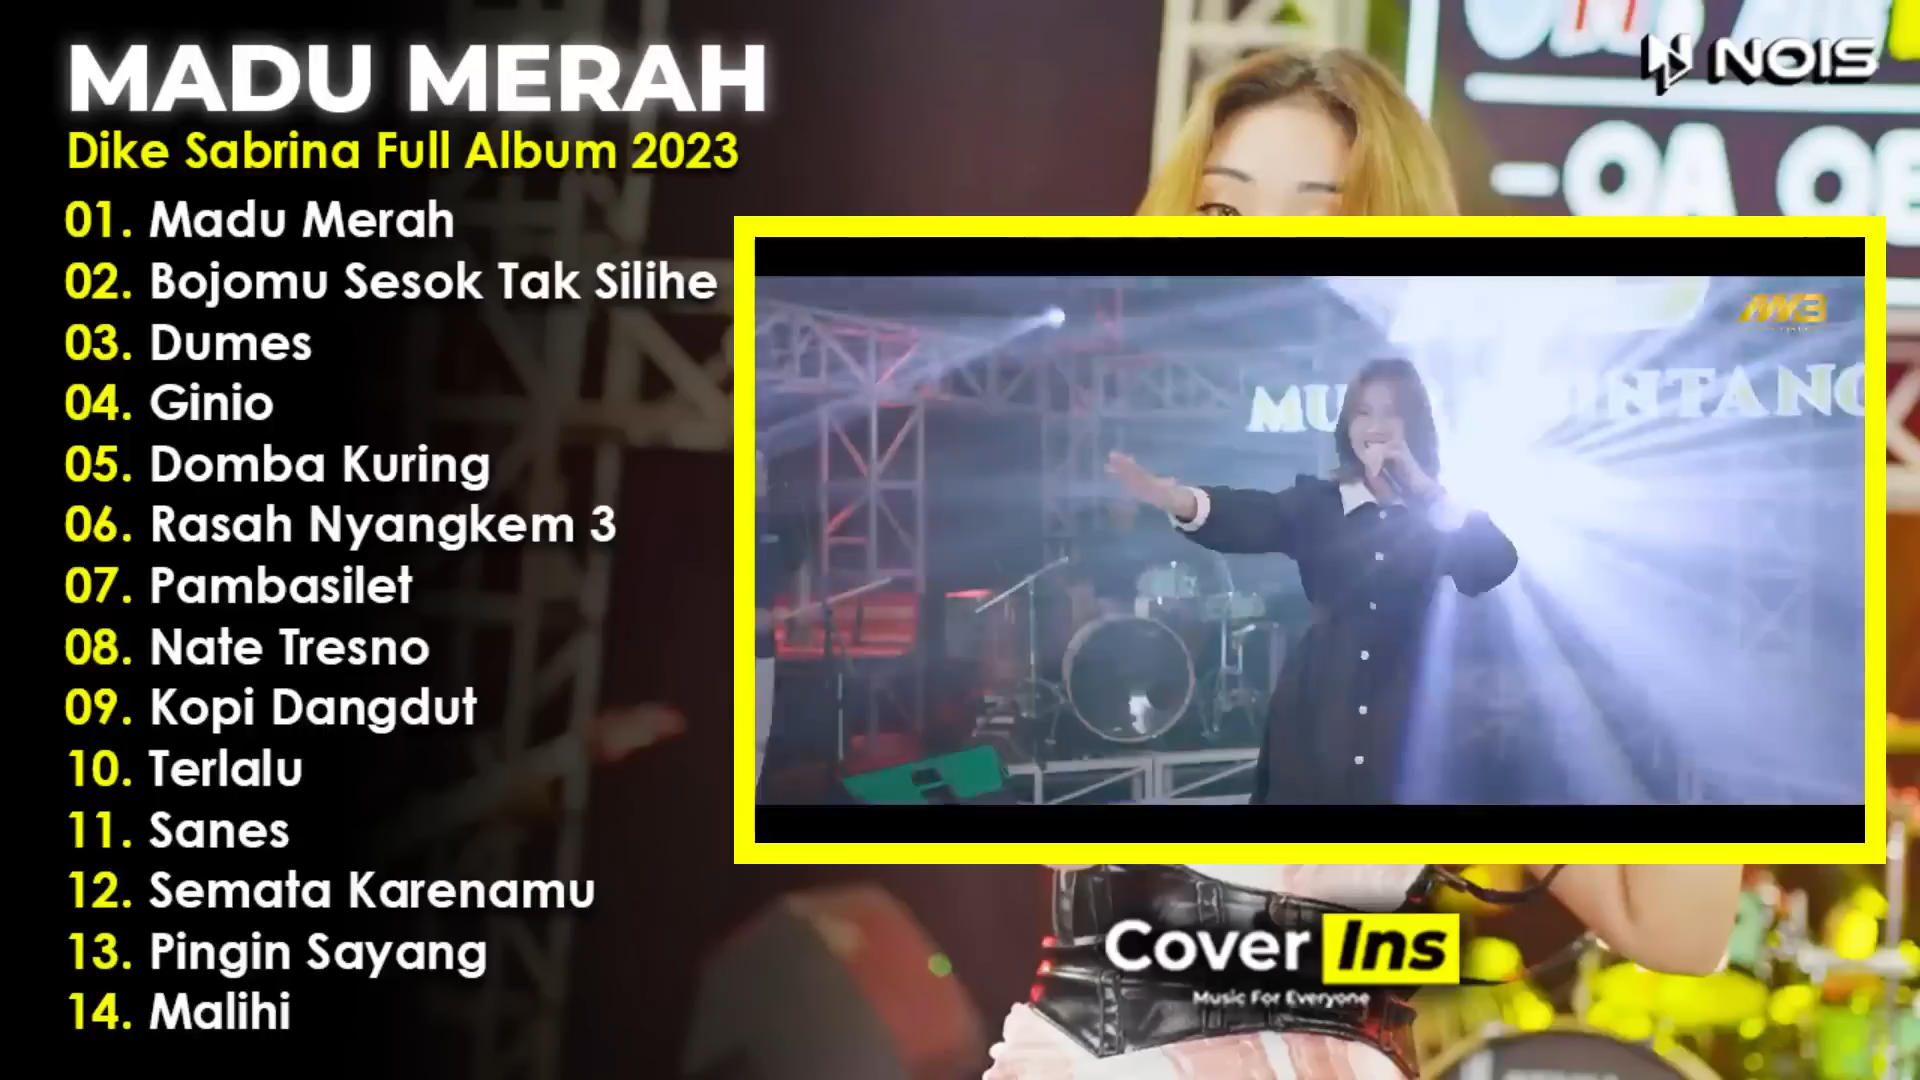 MADU MERAH
Dike Sabrina Full Album 2023
01. Madu Merah
02. Bojomu Sesok Tak Silihe
03. Dumes
04. Ginio
05. Domba Kuring
06. Rasah Nyangkem 3
07. Pambasilet
08. Nate Tresno
09. Kopi Dangdut
10. Terlalu
11. Sanes
12. Semata Karenamu
13. Pingin Sayang
14. Malihi
NOIS
-OA OE
Cover Ins
Music For Everyone